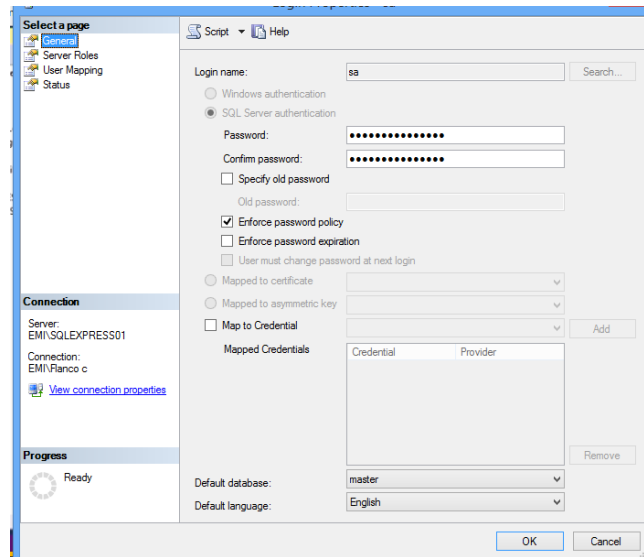 Login Properties - sa
Select a page
General
Server Roles
User Mapping
Status
Script
Help
Login name:
sa
Search...
Windows authentication
SQL Server authentication
Password:
●●●●●●●●●●●●●●●
Confirm password:
●●●●●●●●●●●●●●●
Specify old password
Old password:
Enforce password policy
Enforce password expiration
User must change password at next login
Mapped to certificate
Mapped to asymmetric key
Map to Credential
Add
Mapped Credentials
Credential
Provider
Remove
Default database:
master
Default language:
English
Connection
Server:
EMI\SQLEXPRESS01
Connection:
EMI\Flanco c
View connection properties
Progress
Ready
OK
Cancel